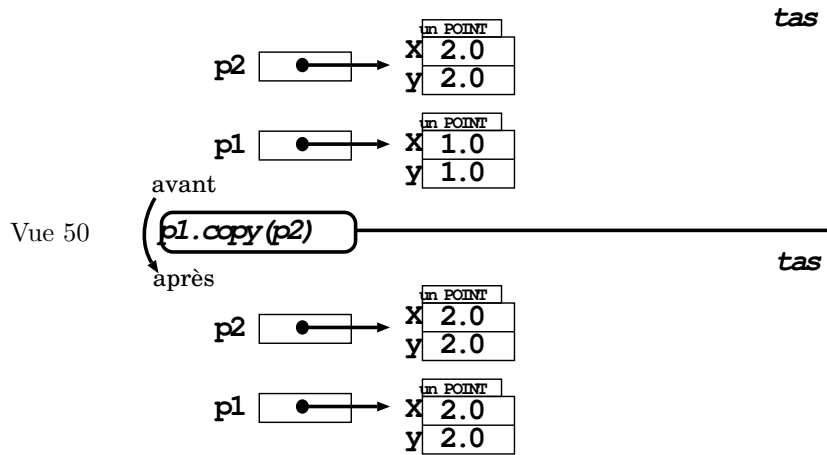 tas
un POINT
p2 x 2.0
y 2.0
un POINT
p1 x 1.0
y 1.0
avant
Vue 50 p1.copy(p2)
tas
après
un POINT
p2 x 2.0
y 2.0
un POINT
p1 x 2.0
y 2.0